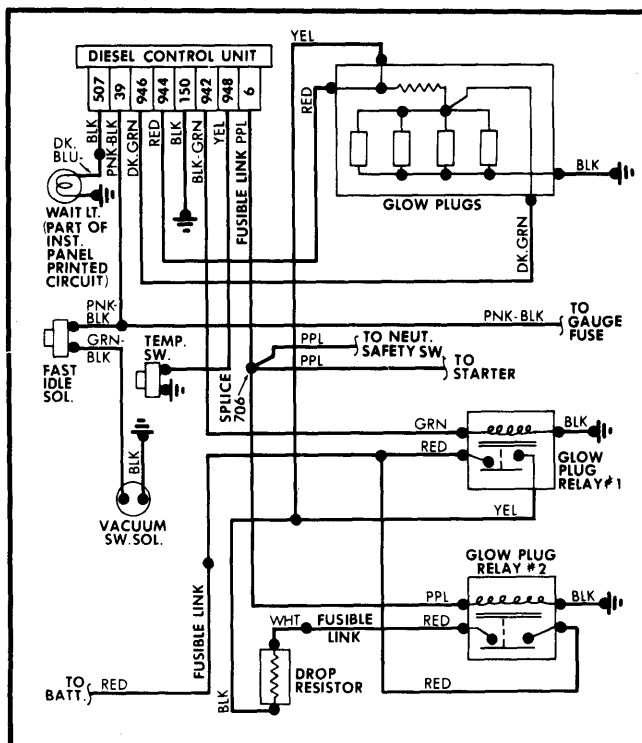 YEL
DIESEL CONTROL UNIT
507 39 946 944 150 942 948 6
RED
BLK
PNK-BLK
DK.GRN
RED
BLK
BLK-GRN
YEL
FUSIBLE LINK PPL
DK.
BLU-
BLK
GLOW PLUGS
DK.GRN
WAIT LT.
(PART OF
INST.
PANEL
PRINTED
CIRCUIT)
PNK-
BLK
PNK-BLK
TO
GAUGE
FUSE
GRN-
BLK
FAST
IDLE
SOL.
TEMP.
SW.
PPL
TO NEUT.
SAFETY SW
PPL
TO
STARTER
SPLICE
706
GRN
BLK
RED
GLOW
PLUG
RELAY #1
BLK
YEL
VACUUM
SW.SOL.
GLOW PLUG
RELAY #2
FUSIBLE LINK
PPL
BLK
WHT
FUSIBLE
LINK
RED
DROP
RESISTOR
TO
BATT.
RED
BLK
RED